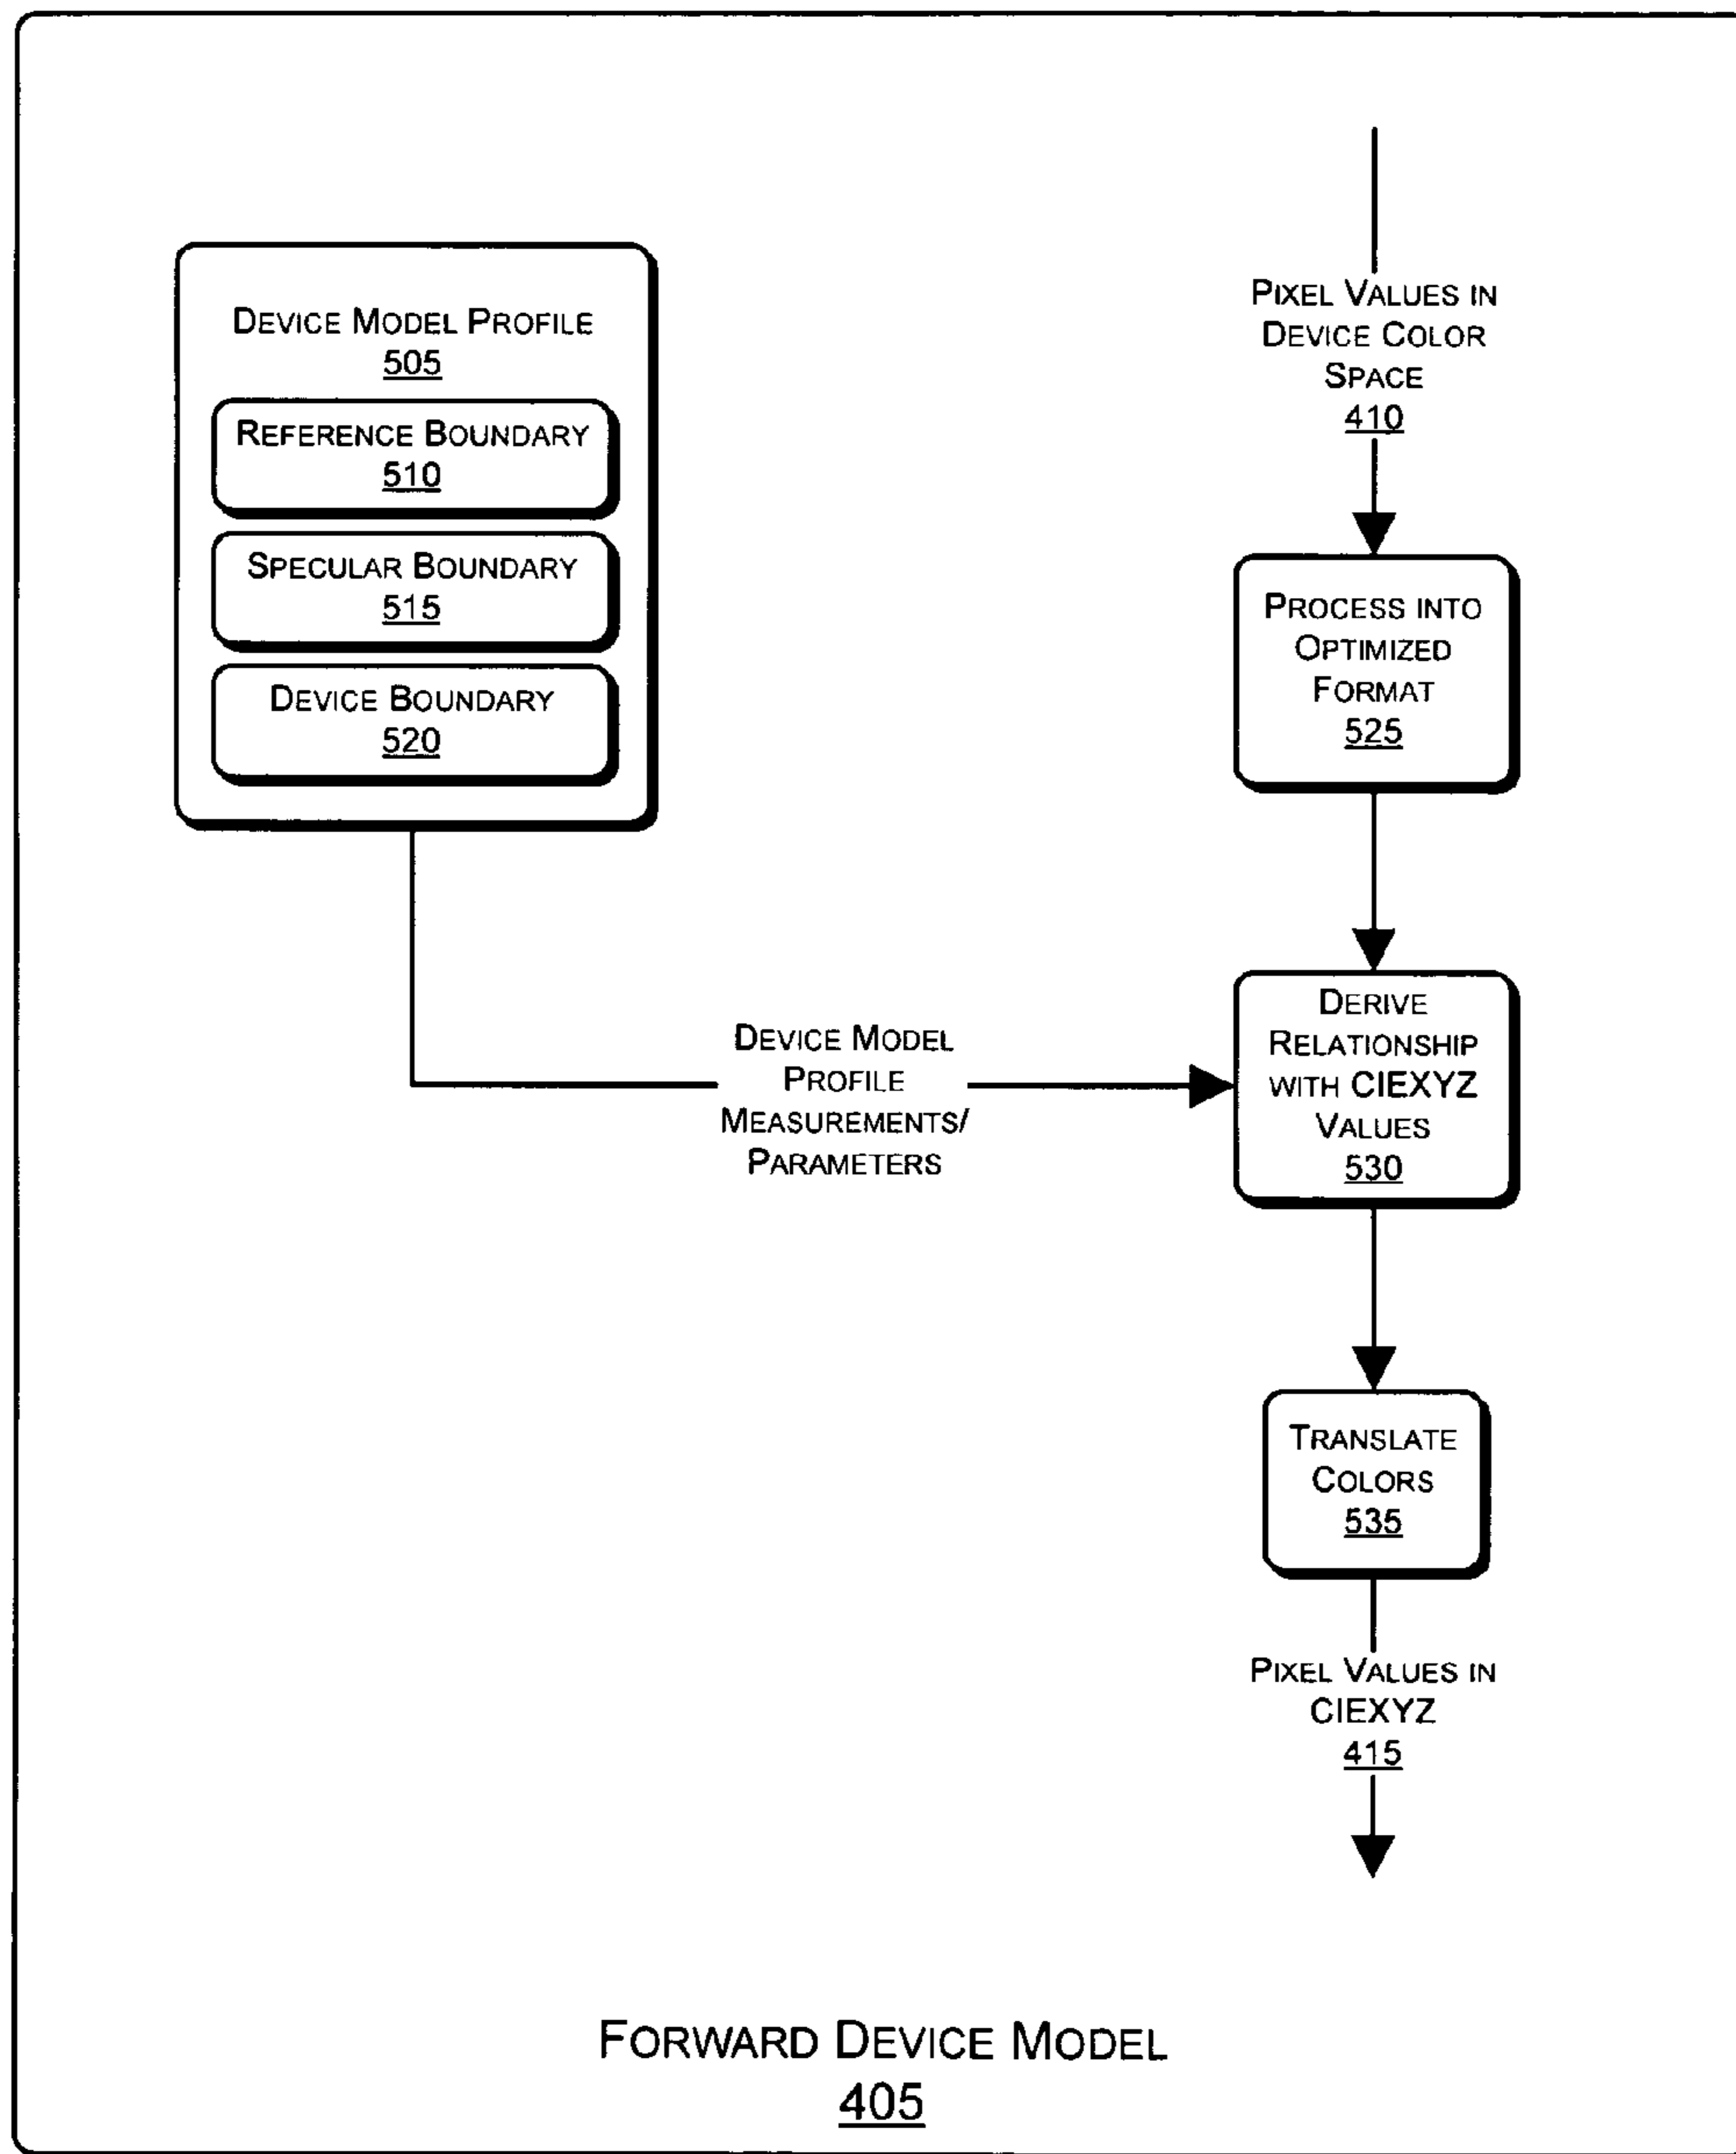 DEVICE MODEL PROFILE
505
REFERENCE BOUNDARY
510
SPECULAR BOUNDARY
515
DEVICE BOUNDARY
520
PIXEL VALUES IN
DEVICE COLOR
SPACE
410
PROCESS INTO
OPTIMIZED
FORMAT
525
DEVICE MODEL
PROFILE
MEASUREMENTS/
PARAMETERS
DERIVE
RELATIONSHIP
WITH CIEXYZ
VALUES
530
TRANSLATE
COLORS
535
PIXEL VALUES IN
CIEXYZ
415
FORWARD DEVICE MODEL
405